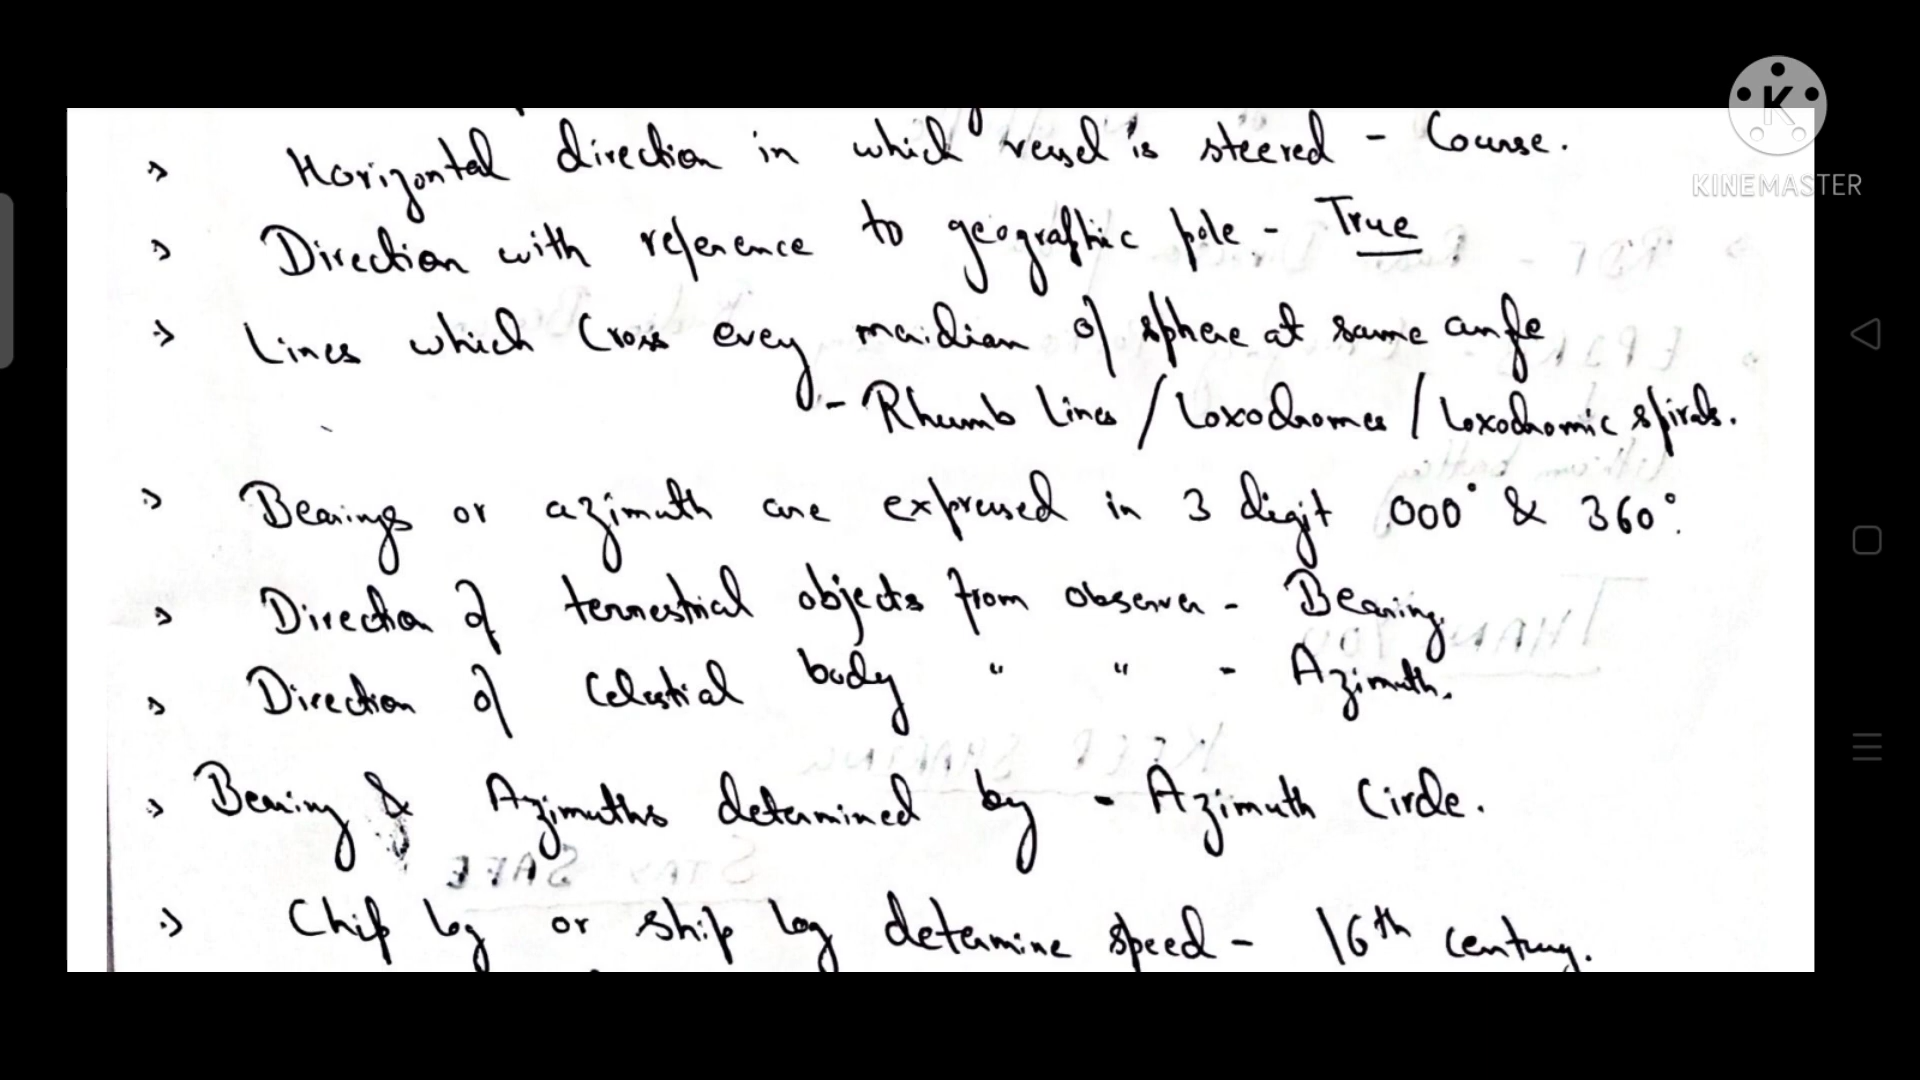 Horizontal direction in which vessel is steered - Course.
Direction with reference to geographic pole - True
Lines which Cross every meridian of sphere at same angle
- Rhumb Lines / Loxodromes / Loxodromic spirals.
Bearings or azimuth are expressed in 3 digit 000° & 360°.
Direction of terrestrial objects from observer - Bearing.
Direction of Celestial body " " - Azimuth.
Bearing & Azimuths determined by - Azimuth Circle.
Chip log or ship log determine speed - 16th century.
K
KINEMASTER